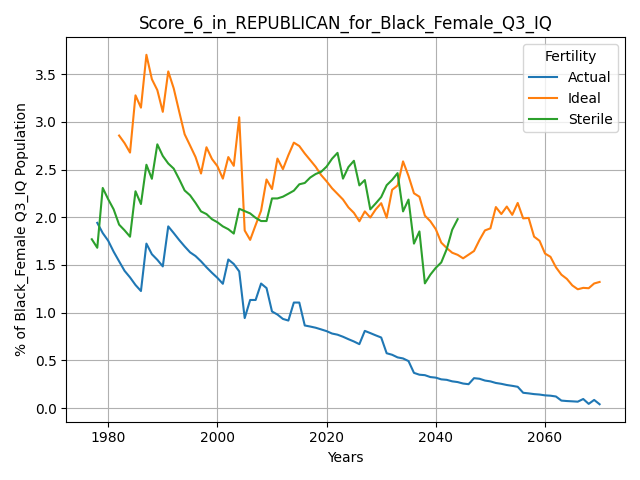 Score_6_in_REPUBLICAN_for_Black_Female_Q3_IQ
Fertility
Actual
Ideal
Sterile
% of Black_Female Q3_IQ Population
3.5
3.0
2.5
2.0
1.5
1.0
0.5
0.0
1980
2000
2020
2040
2060
Years